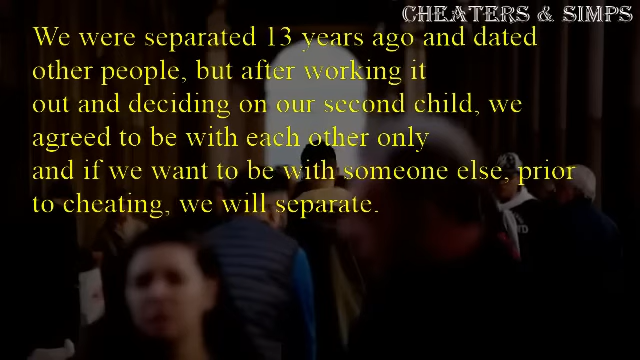 CHEATERS & SIMPS
We were separated 13 years ago and dated
other people, but after working it
out and deciding on our second child, we
agreed to be with each other only
and if we want to be with someone else, prior
to cheating, we will separate.